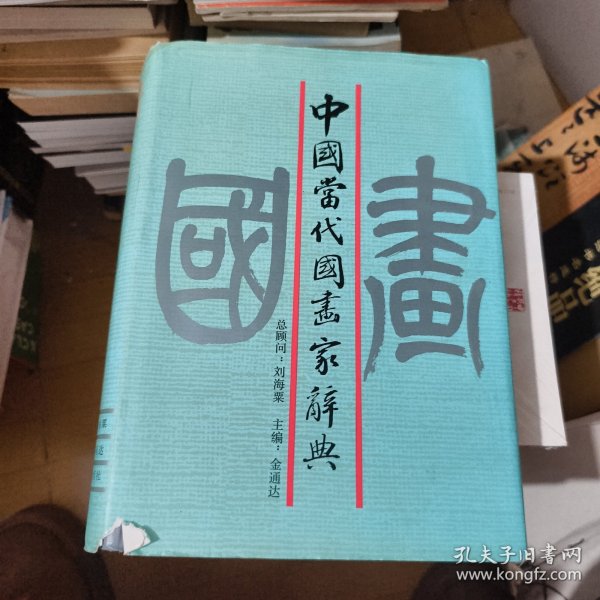 中國當代國畫家辭典
國畫
总顾问：刘海粟 主编：金通达
孔夫子旧书网
www.kongfz.com